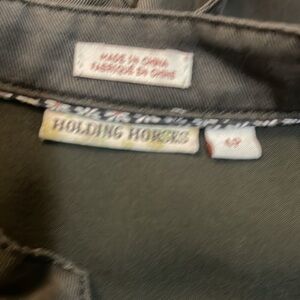 MADE IN CHINA
FABRIQUÉ EN CHINE
HOLDING HORSES